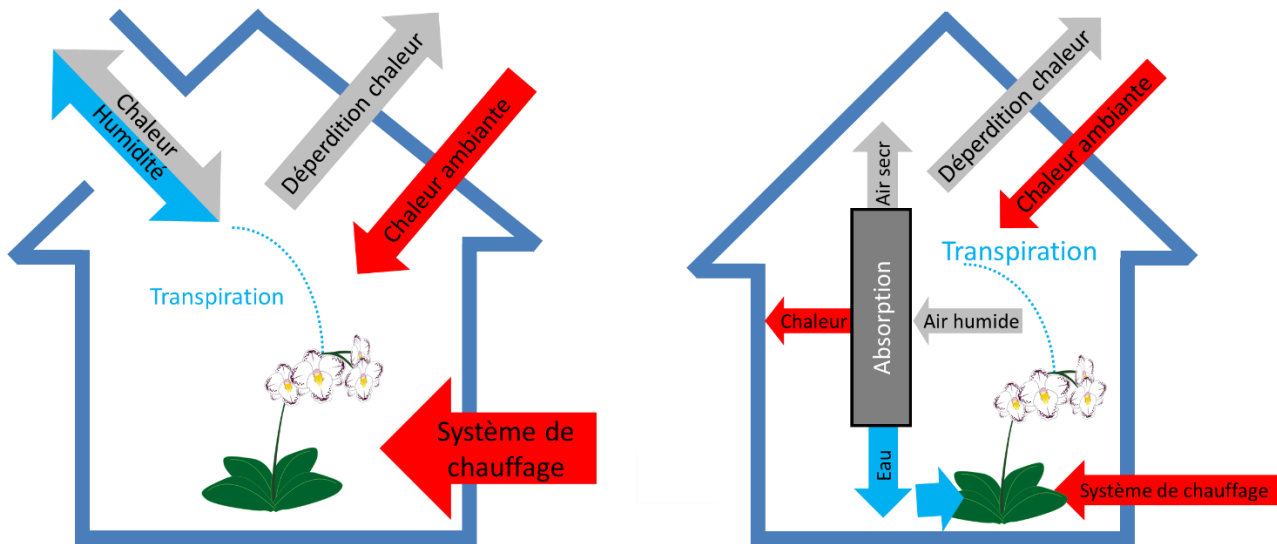 Chaleur
Humidité
Déperdition chaleur
Chaleur ambiante
Transpiration
Système de
chauffage
Déperdition chaleur
Chaleur ambiante
Air secr
Transpiration
Chaleur
Absorption
Air humide
Eau
Système de chauffage